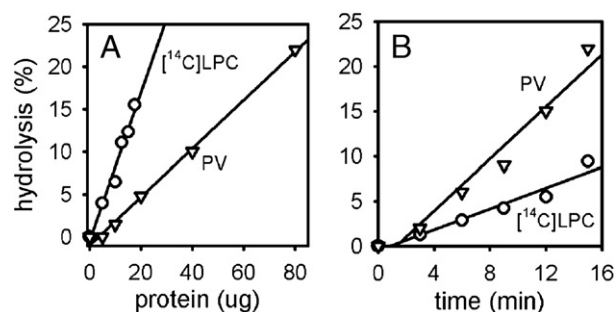 A
B
hydrolysis (%)
25
20
15
10
5
0
[¹⁴C]LPC
PV
0 20 40 60 80
protein (ug)
25
20
15
10
5
0
PV
[¹⁴C]LPC
0 4 8 12 16
time (min)